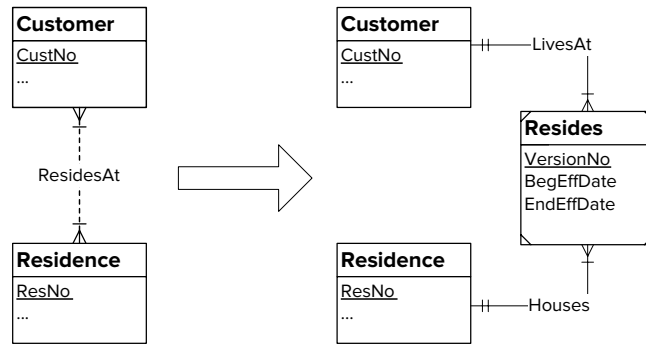 Customer
CustNo
...
ResidesAt
Residence
ResNo
...
Customer
CustNo
...
LivesAt
Resides
VersionNo
BegEffDate
EndEffDate
Residence
ResNo
...
Houses